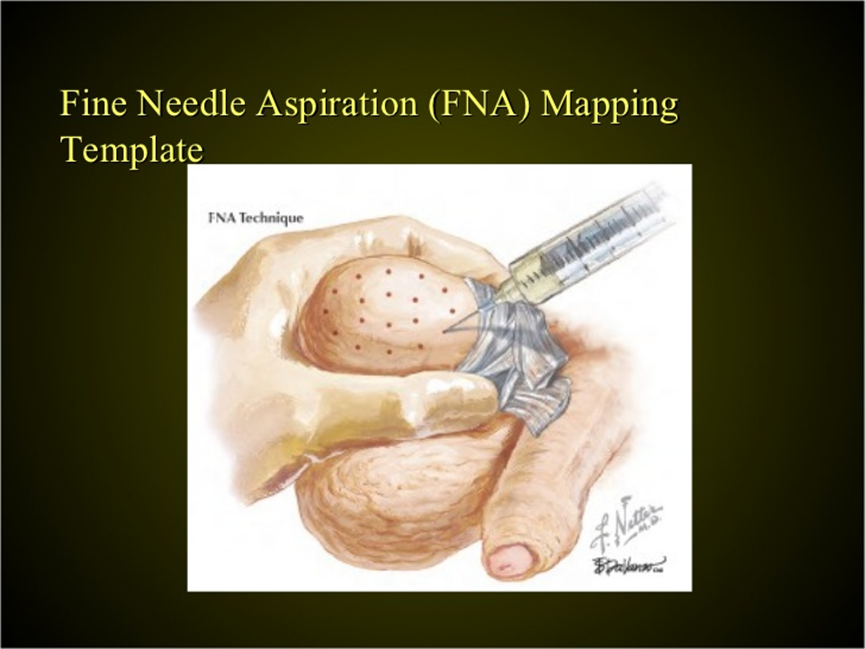 Fine Needle Aspiration (FNA) Mapping
Template
FNA Technique
F. Netter
M.D.